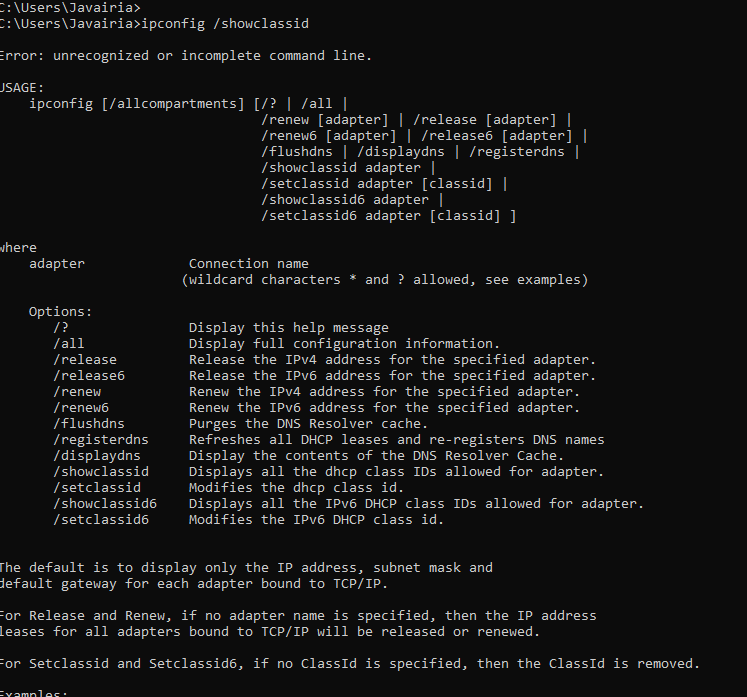 C:\Users\Javairia>
C:\Users\Javairia>ipconfig /showclassid

Error: unrecognized or incomplete command line.

USAGE:
    ipconfig [/allcompartments] [/? | /all |
                                 /renew [adapter] | /release [adapter] |
                                 /renew6 [adapter] | /release6 [adapter] |
                                 /flushdns | /displaydns | /registerdns |
                                 /showclassid adapter |
                                 /setclassid adapter [classid] |
                                 /showclassid6 adapter |
                                 /setclassid6 adapter [classid] ]

where
    adapter             Connection name
                       (wildcard characters * and ? allowed, see examples)

    Options:
       /?               Display this help message
       /all             Display full configuration information.
       /release         Release the IPv4 address for the specified adapter.
       /release6        Release the IPv6 address for the specified adapter.
       /renew           Renew the IPv4 address for the specified adapter.
       /renew6          Renew the IPv6 address for the specified adapter.
       /flushdns        Purges the DNS Resolver cache.
       /registerdns     Refreshes all DHCP leases and re-registers DNS names
       /displaydns      Display the contents of the DNS Resolver Cache.
       /showclassid     Displays all the dhcp class IDs allowed for adapter.
       /setclassid      Modifies the dhcp class id.
       /showclassid6    Displays all the IPv6 DHCP class IDs allowed for adapter.
       /setclassid6     Modifies the IPv6 DHCP class id.

The default is to display only the IP address, subnet mask and
default gateway for each adapter bound to TCP/IP.

For Release and Renew, if no adapter name is specified, then the IP address
leases for all adapters bound to TCP/IP will be released or renewed.

For Setclassid and Setclassid6, if no ClassId is specified, then the ClassId is removed.

Examples: